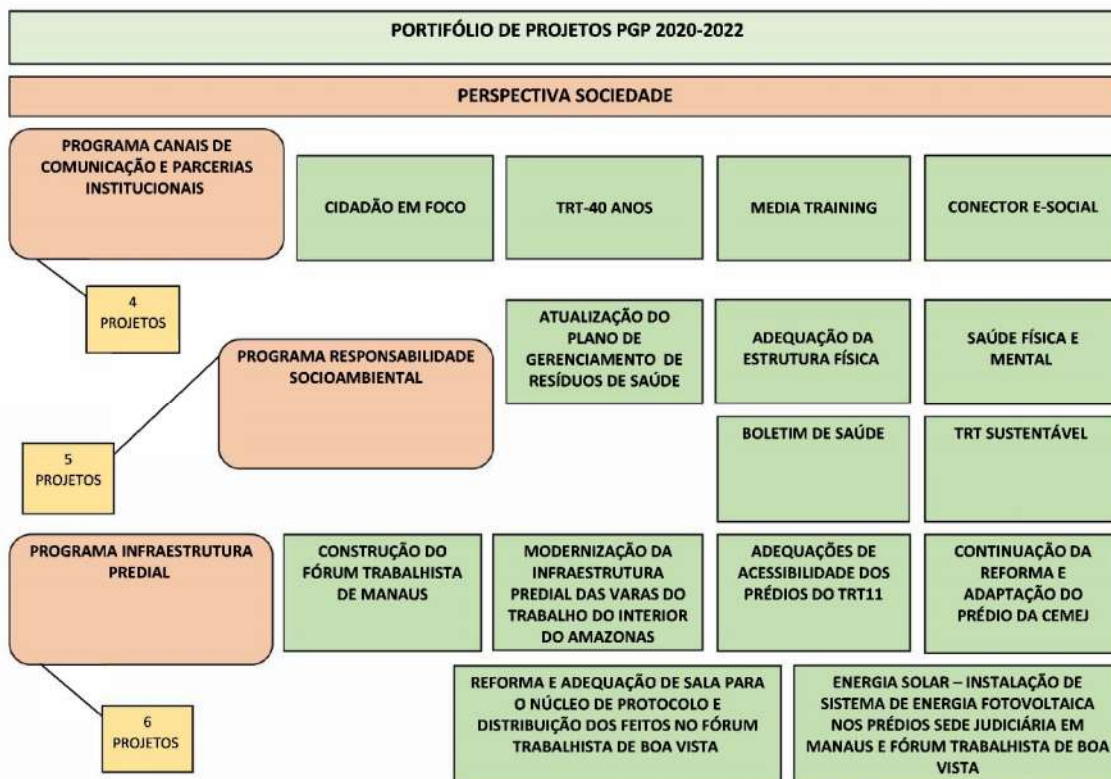 PORTIFÓLIO DE PROJETOS PGP 2020-2022
PERSPECTIVA SOCIEDADE
PROGRAMA CANAIS DE
COMUNICAÇÃO E PARCERIAS
INSTITUCIONAIS
CIDADÃO EM FOCO
TRT-40 ANOS
MEDIA TRAINING
CONECTOR E-SOCIAL
4
PROJETOS
PROGRAMA RESPONSABILIDADE
SOCIOAMBIENTAL
ATUALIZAÇÃO DO
PLANO DE
GERENCIAMENTO DE
RESÍDUOS DE SAÚDE
ADEQUAÇÃO DA
ESTRUTURA FÍSICA
SAÚDE FÍSICA E
MENTAL
BOLETIM DE SAÚDE
TRT SUSTENTÁVEL
5
PROJETOS
PROGRAMA INFRAESTRUTURA
PREDIAL
CONSTRUÇÃO DO
FÓRUM TRABALHISTA
DE MANAUS
MODERNIZAÇÃO DA
INFRAESTRUTURA
PREDIAL DAS VARAS DO
TRABALHO DO INTERIOR
DO AMAZONAS
ADEQUAÇÕES DE
ACESSIBILIDADE DOS
PRÉDIOS DO TRT11
CONTINUAÇÃO DA
REFORMA E
ADAPTAÇÃO DO
PRÉDIO DA CEMEJ
6
PROJETOS
REFORMA E ADEQUAÇÃO DE SALA PARA
O NÚCLEO DE PROTOCOLO E
DISTRIBUIÇÃO DOS FEITOS NO FÓRUM
TRABALHISTA DE BOA VISTA
ENERGIA SOLAR – INSTALAÇÃO DE
SISTEMA DE ENERGIA FOTOVOLTAICA
NOS PRÉDIOS SEDE JUDICIÁRIA EM
MANAUS E FÓRUM TRABALHISTA DE BOA
VISTA